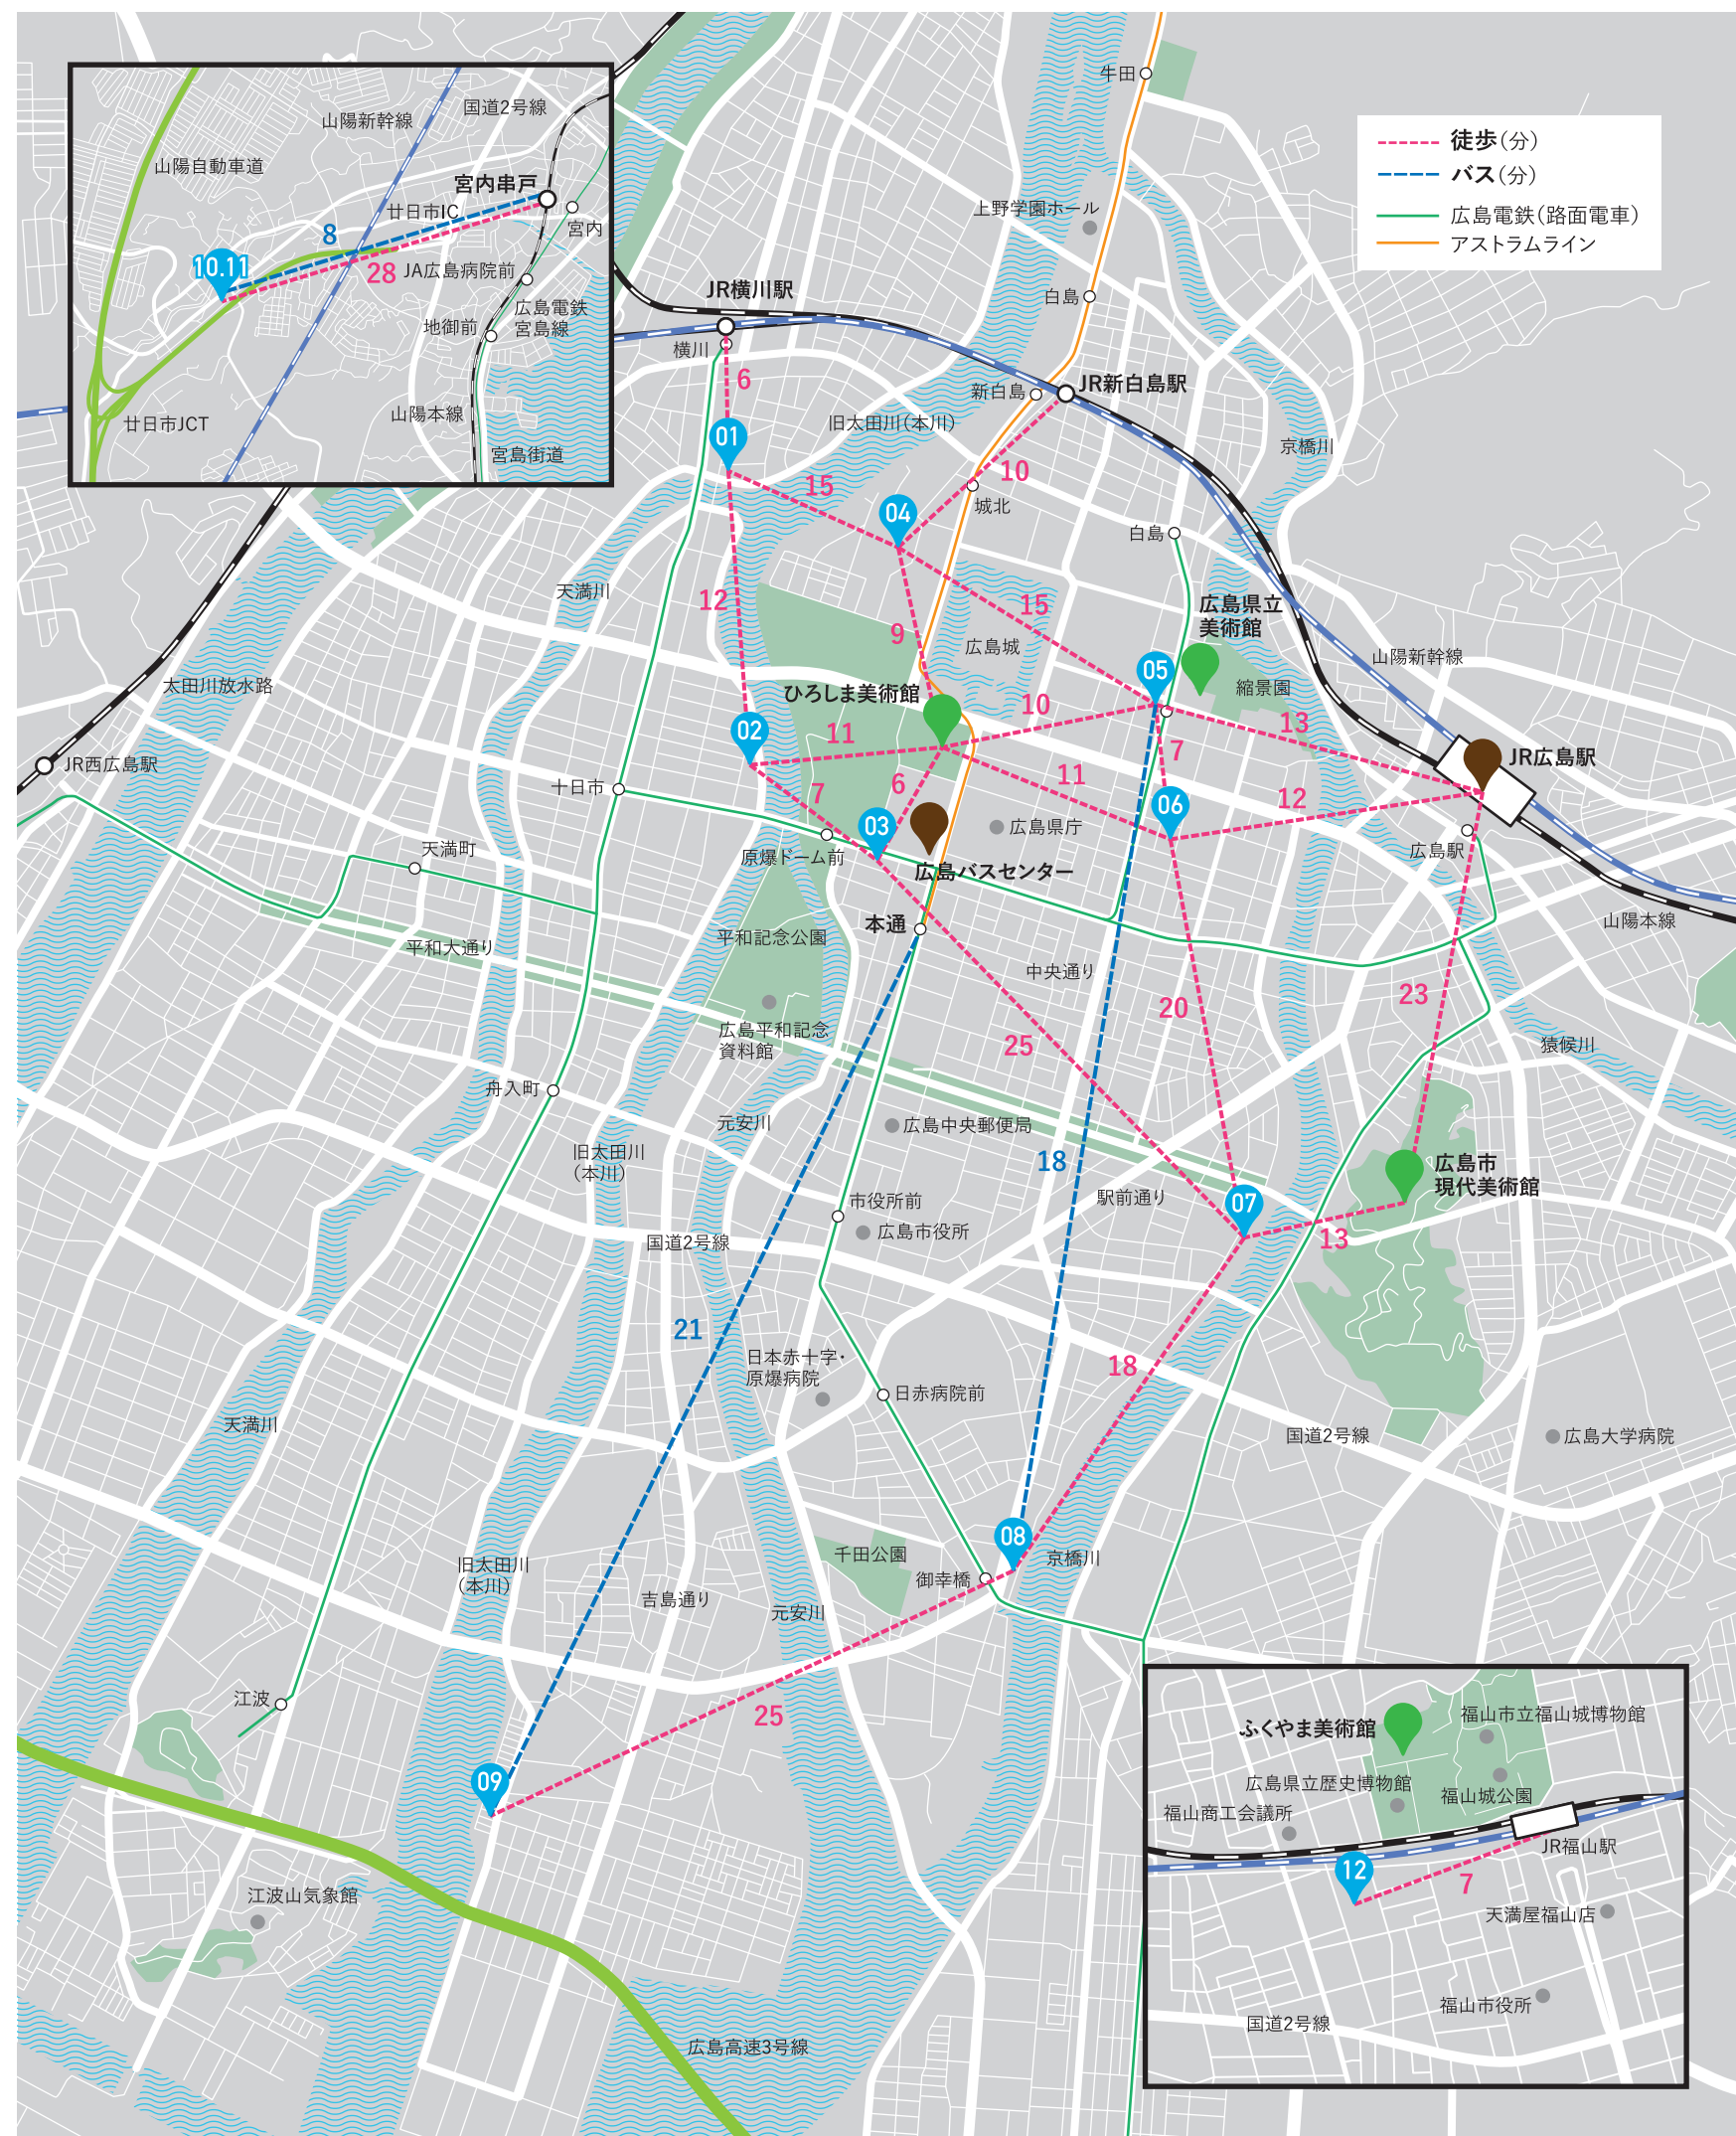 山陽自動車道
山陽新幹線
国道2号線
宮内串戸
廿日市IC
宮内
8
10.11
28
JA広島病院前
広島電鉄
宮島線
地御前
山陽本線
廿日市JCT
宮島街道
徒歩(分)
バス(分)
広島電鉄(路面電車)
アストラムライン
牛田
上野学園ホール
白島
JR横川駅
横川
6
新白島
JR新白島駅
旧太田川(本川)
京橋川
01
15
10
城北
04
白島
天満川
12
15
広島県立
美術館
9
広島城
山陽新幹線
太田川放水路
05
縮景園
ひろしま美術館
10
13
02
11
7
JR西広島駅
JR広島駅
十日市
6
11
7
06
12
03
広島県庁
天満町
原爆ドーム前
広島駅
広島バスセンター
本通
山陽本線
平和大通り
平和記念公園
中央通り
23
20
広島平和記念
資料館
25
猿候川
舟入町
元安川
広島中央郵便局
旧太田川
(本川)
18
広島市
現代美術館
駅前通り
市役所前
07
広島市役所
国道2号線
13
21
日本赤十字・
原爆病院
18
日赤病院前
天満川
国道2号線
広島大学病院
08
千田公園
京橋川
旧太田川
(本川)
御幸橋
吉島通り
元安川
江波
25
09
江波山気象館
広島高速3号線
ふくやま美術館
福山市立福山城博物館
広島県立歴史博物館
福山城公園
福山商工会議所
JR福山駅
12
7
天満屋福山店
福山市役所
国道2号線